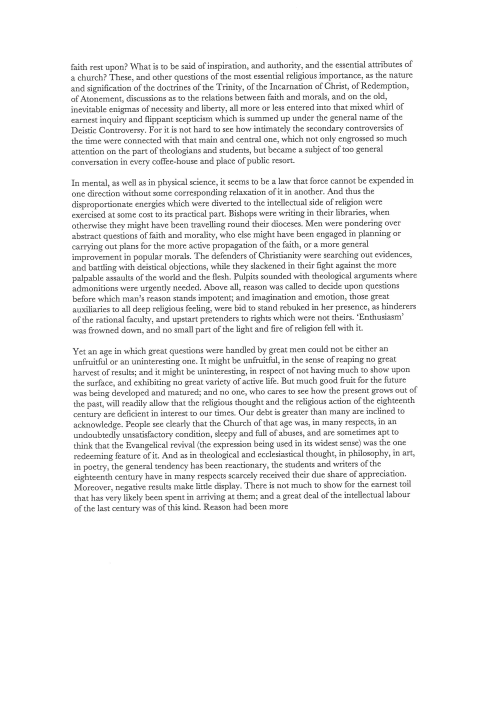 faith rest upon? What is to be said of inspiration, and authority, and the essential attributes of
a church? These, and other questions of the most essential religious importance, as the nature
and signification of the doctrines of the Trinity, of the Incarnation of Christ, of Redemption,
of Atonement, discussions as to the relations between faith and morals, and on the old,
inevitable enigmas of necessity and liberty, all more or less entered into that mixed whirl of
earnest inquiry and flippant scepticism which is summed up under the general name of the
Deistic Controversy. For it is not hard to see how intimately the secondary controversies of
the time were connected with that main and central one, which not only engrossed so much
attention on the part of theologians and students, but became a subject of too general
conversation in every coffee-house and place of public resort.

In mental, as well as in physical science, it seems to be a law that force cannot be expended in
one direction without some corresponding relaxation of it in another. And thus the
disproportionate energies which were diverted to the intellectual side of religion were
exercised at some cost to its practical part. Bishops were writing in their libraries, when
otherwise they might have been travelling round their dioceses. Men were pondering over
abstract questions of faith and morality, who else might have been engaged in planning or
carrying out plans for the more active propagation of the faith, or a more general
improvement in popular morals. The defenders of Christianity were searching out evidences,
and battling with deistical objections, while they slackened in their fight against the more
palpable assaults of the world and the flesh. Pulpits sounded with theological arguments where
admonitions were urgently needed. Above all, reason was called to decide upon questions
before which man's reason stands impotent; and imagination and emotion, those great
auxiliaries to all deep religious feeling, were bid to stand rebuked in her presence, as hinderers
of the rational faculty, and upstart pretenders to rights which were not theirs. ‘Enthusiasm’
was frowned down, and no small part of the light and fire of religion fell with it.

Yet an age in which great questions were handled by great men could not be either an
unfruitful or an uninteresting one. It might be unfruitful, in the sense of reaping no great
harvest of results; and it might be uninteresting, in respect of not having much to show upon
the surface, and exhibiting no great variety of active life. But much good fruit for the future
was being developed and matured; and no one, who cares to see how the present grows out of
the past, will readily allow that the religious thought and the religious action of the eighteenth
century are deficient in interest to our times. Our debt is greater than many are inclined to
acknowledge. People see clearly that the Church of that age was, in many respects, in an
undoubtedly unsatisfactory condition, sleepy and full of abuses, and are sometimes apt to
think that the Evangelical revival (the expression being used in its widest sense) was the one
redeeming feature of it. And as in theological and ecclesiastical thought, in philosophy, in art,
in poetry, the general tendency has been reactionary, the students and writers of the
eighteenth century have in many respects scarcely received their due share of appreciation.
Moreover, negative results make little display. There is not much to show for the earnest toil
that has very likely been spent in arriving at them; and a great deal of the intellectual labour
of the last century was of this kind. Reason had been more